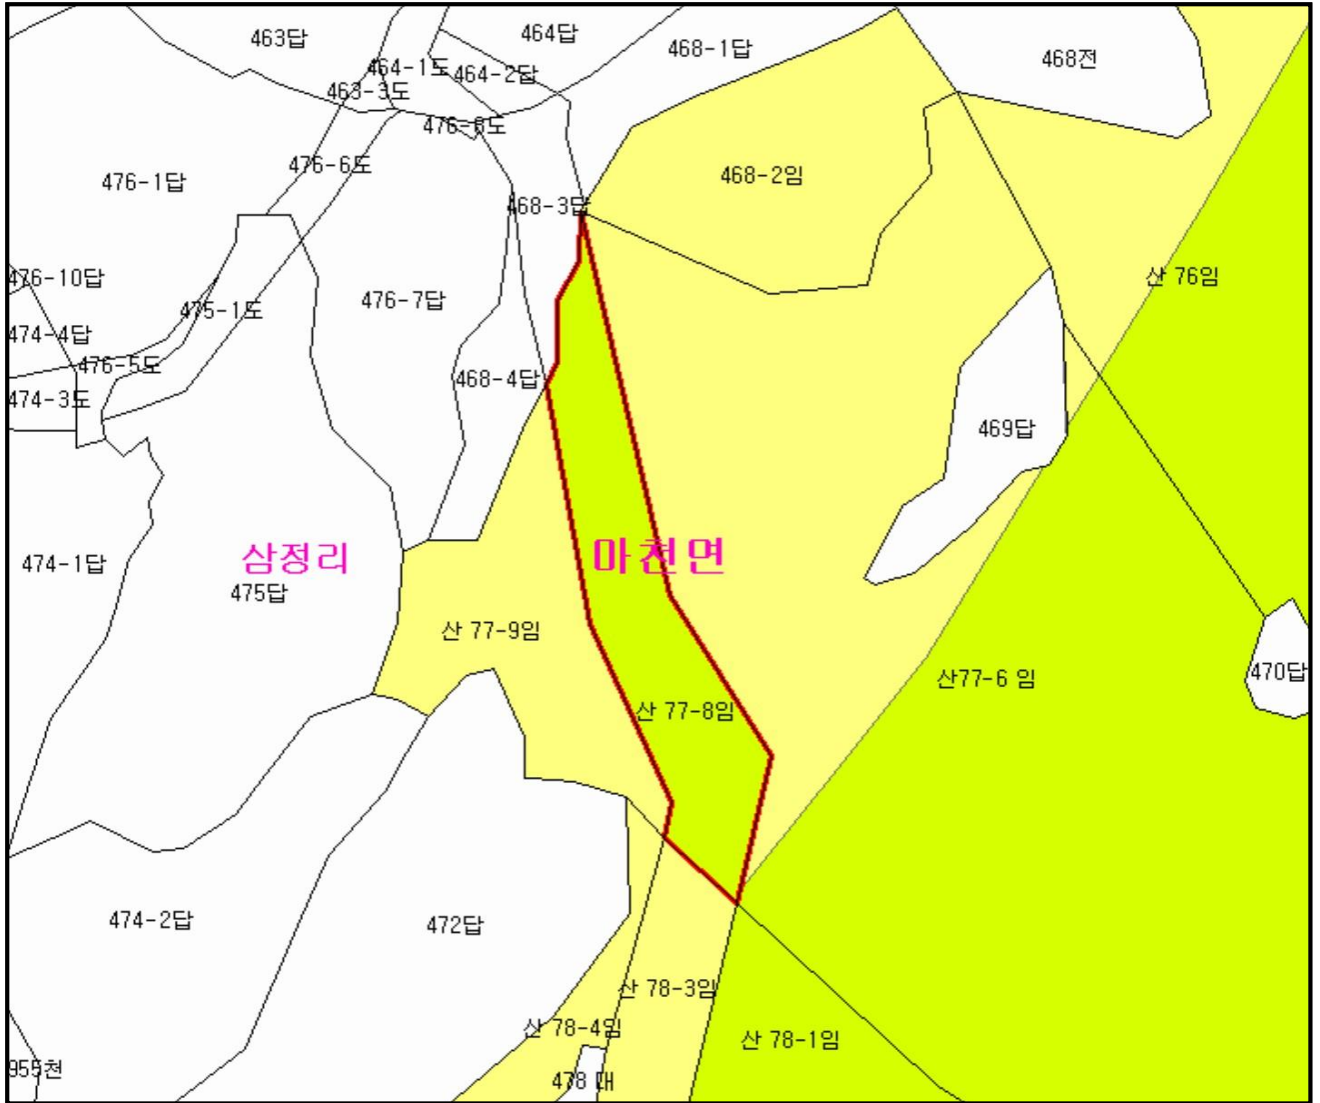 463답
464답
468-1답
468전
464-1도
464-2답
463-3도
476-8도
476-6도
476-1답
468-2임
468-3답
476-10답
산 76임
476-7답
475-1도
474-4답
476-5도
468-4답
474-3도
469답
삼정리
마천면
474-1답
475답
산 77-9임
470답
산77-6 임
산 77-8임
474-2답
472답
산 78-3임
산 78-4임
산 78-1임
955천
478 대